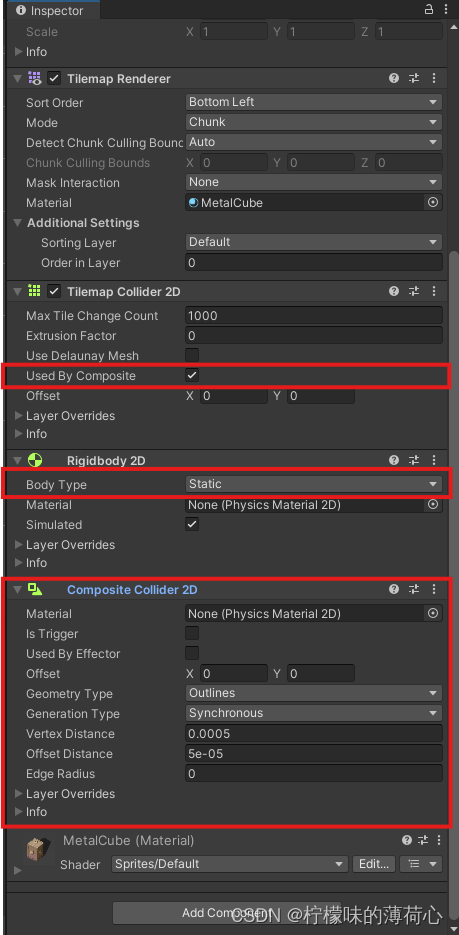 Inspector
Scale X 1 Y 1 Z 1
Info
Tilemap Renderer
Sort Order Bottom Left
Mode Chunk
Detect Chunk Culling Bound Auto
Chunk Culling Bounds X 0 Y 0 Z 0
Mask Interaction None
Material MetalCube
Additional Settings
Sorting Layer Default
Order in Layer 0
Tilemap Collider 2D
Max Tile Change Count 1000
Extrusion Factor 0
Use Delaunay Mesh
Used By Composite
Offset X 0 Y 0
Layer Overrides
Info
Rigidbody 2D
Body Type Static
Material None (Physics Material 2D)
Simulated
Layer Overrides
Info
Composite Collider 2D
Material None (Physics Material 2D)
Is Trigger
Used By Effector
Offset X 0 Y 0
Geometry Type Outlines
Generation Type Synchronous
Vertex Distance 0.0005
Offset Distance 5e-05
Edge Radius 0
Layer Overrides
Info
MetalCube (Material)
Shader Sprites/Default Edit...
Add Component
CSDN @柠檬味的薄荷心